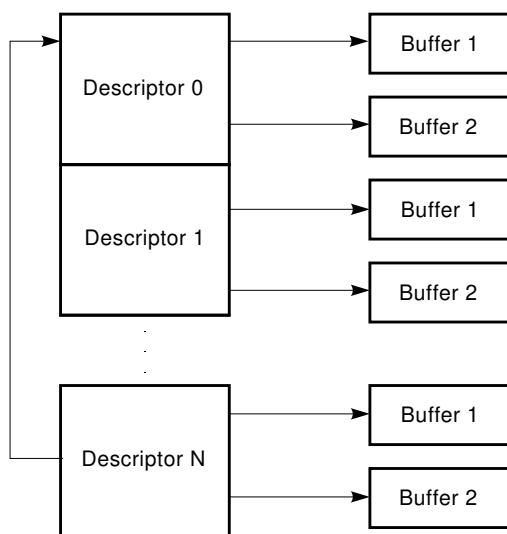 Buffer 1
Descriptor 0
Buffer 2
Buffer 1
Descriptor 1
Buffer 2
Buffer 1
Descriptor N
Buffer 2